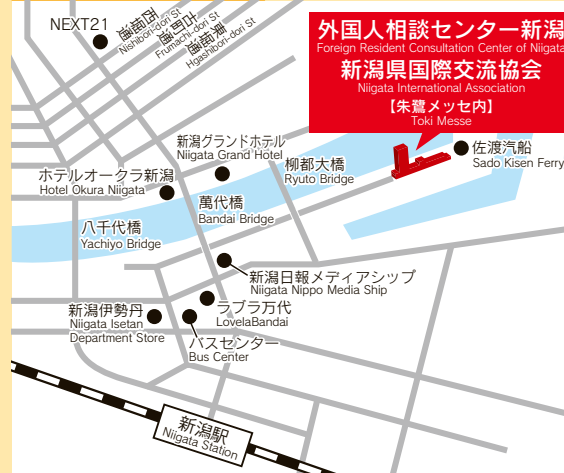 NEXT21
西堀通
Nishibori-dori St
古町通
Frumachi-dori St
東堀通
Hgashibori-dori St
外国人相談センター新潟
Foreign Resident Consultation Center of Niigata
新潟県国際交流協会
Niigata International Association
【朱鷺メッセ内】
Toki Messe
佐渡汽船
Sado Kisen Ferry
新潟グランドホテル
Niigata Grand Hotel
柳都大橋
Ryuto Bridge
ホテルオークラ新潟
Hotel Okura Niigata
萬代橋
Bandai Bridge
八千代橋
Yachiyo Bridge
新潟日報メディアシップ
Niigata Nippo Media Ship
ラブラ万代
LovelaBandai
新潟伊勢丹
Niigata Isetan
Department Store
バスセンター
Bus Center
新潟駅
Niigata Station